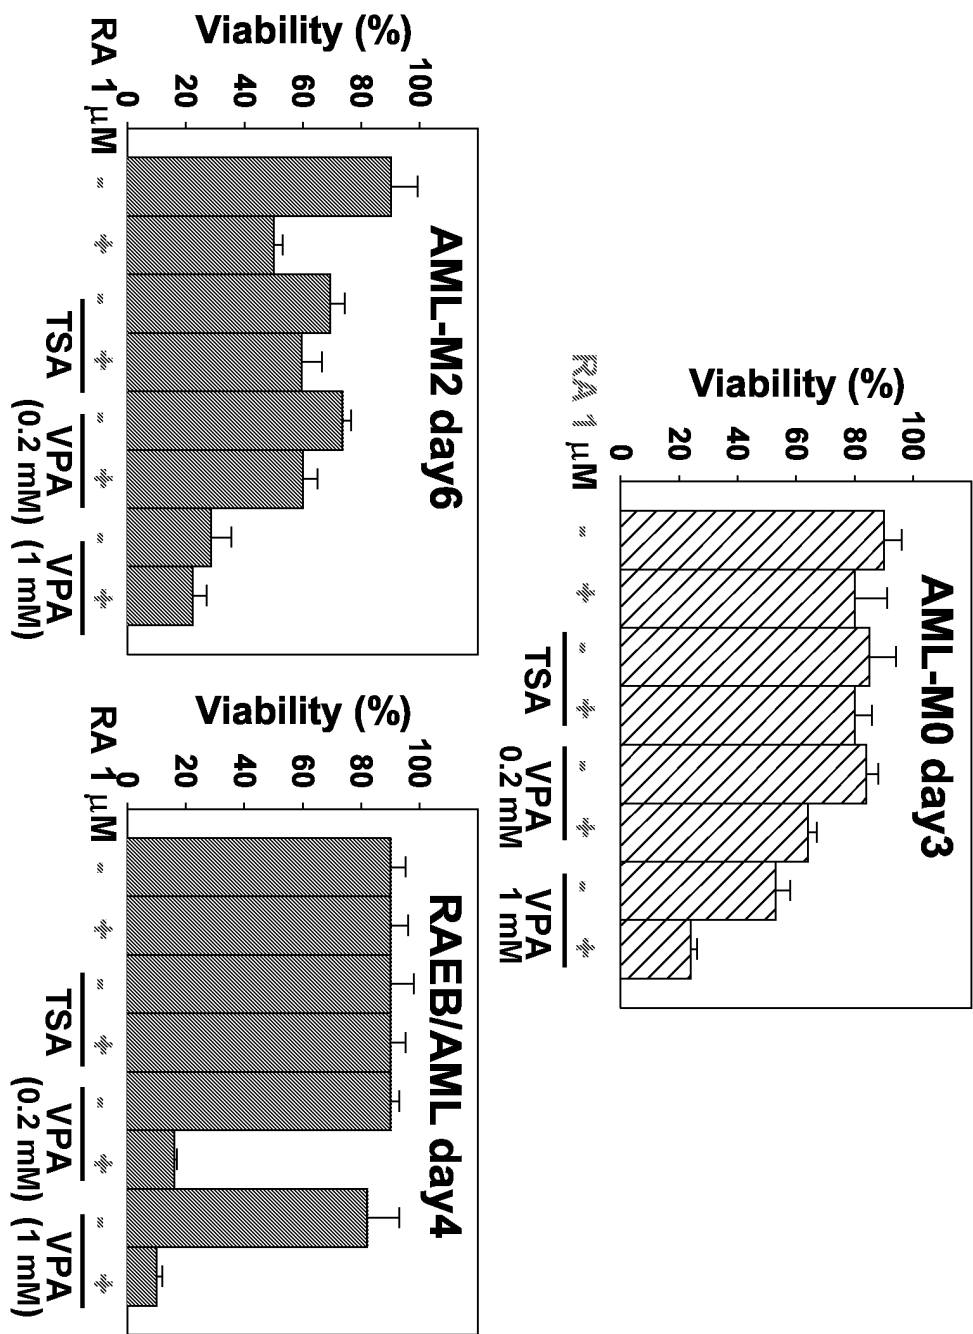 AML-M0 day3
Viability (%)
100
80
60
40
20
0
RA 1 μM
- + - + - + - +
TSA VPA VPA
0.2 mM 1 mM
AML-M2 day6
Viability (%)
100
80
60
40
20
0
RA 1 μM
- + - + - + - +
TSA VPA VPA
(0.2 mM) (1 mM)
RAEB/AML day4
Viability (%)
100
80
60
40
20
0
RA 1 μM
- + - + - + - +
TSA VPA VPA
(0.2 mM) (1 mM)